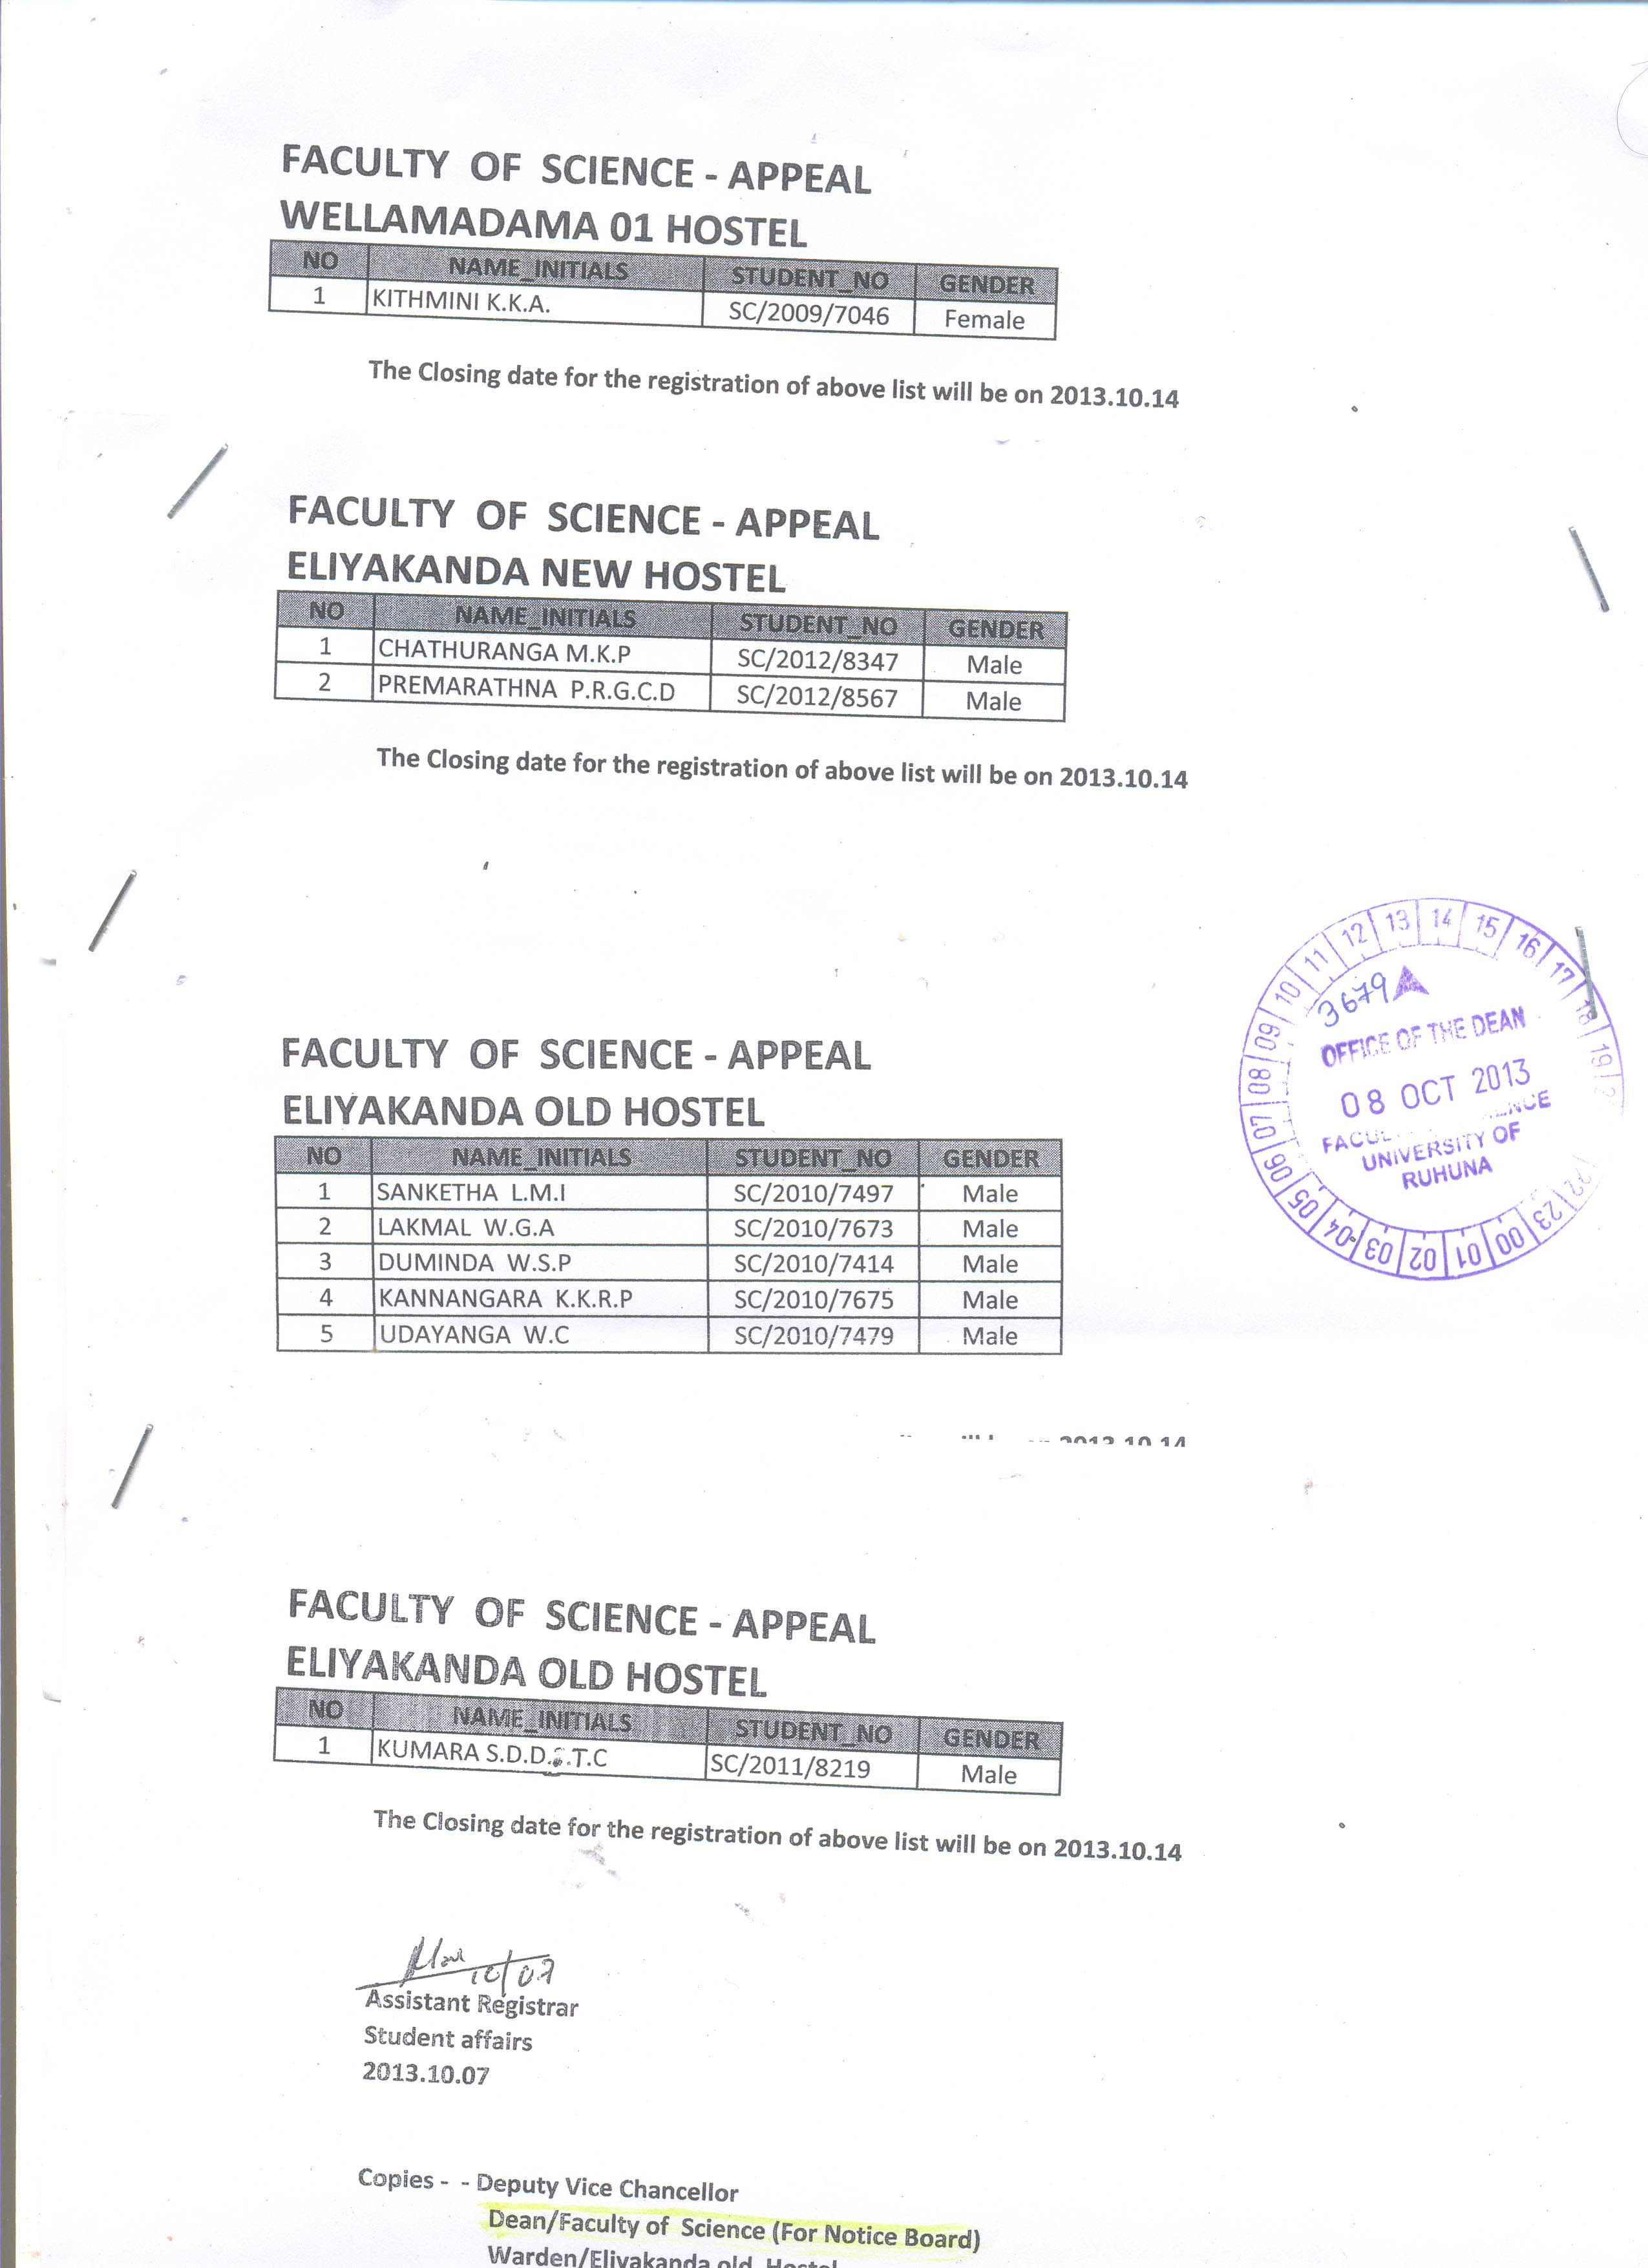 FACULTY OF SCIENCE - APPEAL
WELLAMADAMA 01 HOSTEL
NO NAME_INITIALS STUDENT_NO GENDER
1 KITHMINI K.K.A. SC/2009/7046 Female
The Closing date for the registration of above list will be on 2013.10.14
FACULTY OF SCIENCE - APPEAL
ELIYAKANDA NEW HOSTEL
NO NAME_INITIALS STUDENT_NO GENDER
1 CHATHURANGA M.K.P SC/2012/8347 Male
2 PREMARATHNA P.R.G.C.D SC/2012/8567 Male
The Closing date for the registration of above list will be on 2013.10.14
12 13 14 15 16 17 18 19
11 10 09 08 07 06 05 04 03 02 01 00 23 22
3679
OFFICE OF THE DEAN
08 OCT 2013
UNIVERSITY OF
RUHUNA
FACULTY OF SCIENCE - APPEAL
ELIYAKANDA OLD HOSTEL
NO NAME_INITIALS STUDENT_NO GENDER
1 SANKETHA L.M.I SC/2010/7497 Male
2 LAKMAL W.G.A SC/2010/7673 Male
3 DUMINDA W.S.P SC/2010/7414 Male
4 KANNANGARA K.K.R.P SC/2010/7675 Male
5 UDAYANGA W.C SC/2010/7479 Male
2013.10.14
FACULTY OF SCIENCE - APPEAL
ELIYAKANDA OLD HOSTEL
NO NAME_INITIALS STUDENT_NO GENDER
1 KUMARA SC/2011/8219 Male
The Closing date for the registration of above list will be on 2013.10.14
10/07
Assistant Registrar
Student affairs
2013.10.07
Copies - - Deputy Vice Chancellor
Dean/Faculty of Science (For Notice Board)
Warden/Eliyakanda old Hostel